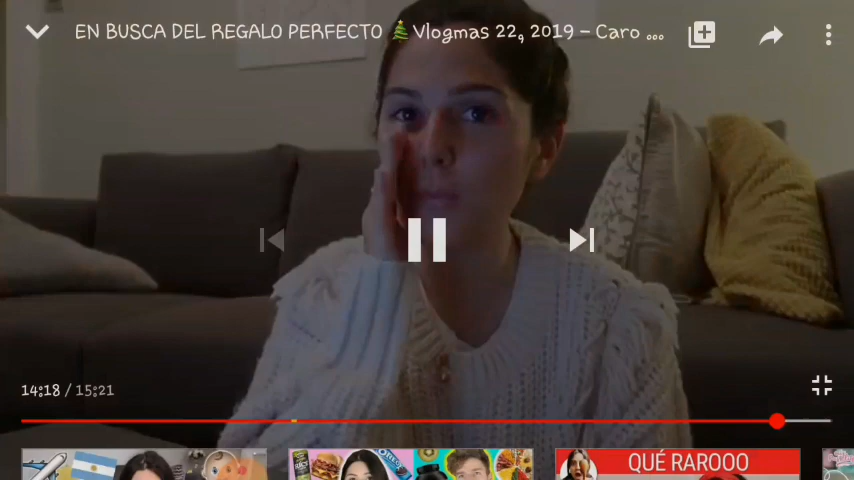 EN BUSCA DEL REGALO PERFECTO 🎄Vlogmas 22, 2019 – Caro ...
14:18 / 15:21
QUÉ RAROOO